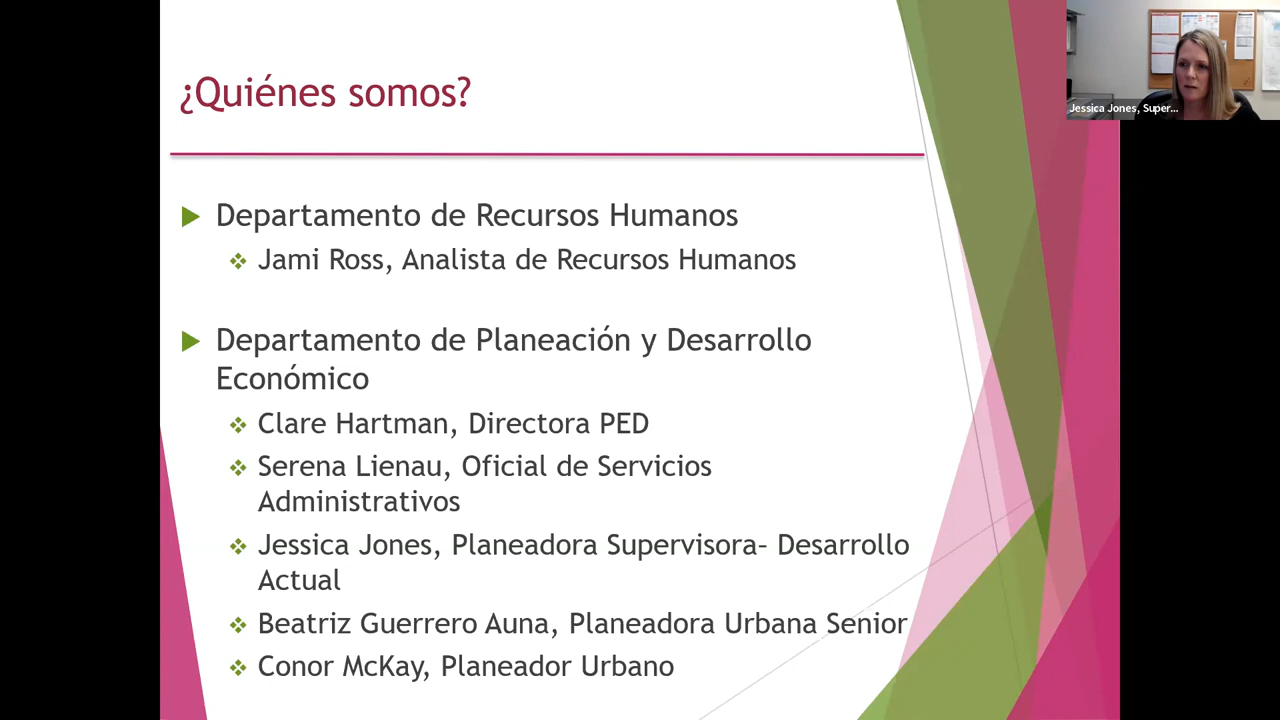 ¿Quiénes somos?
Departamento de Recursos Humanos
Jami Ross, Analista de Recursos Humanos
Departamento de Planeación y Desarrollo
Económico
Clare Hartman, Directora PED
Serena Lienau, Oficial de Servicios
Administrativos
Jessica Jones, Planeadora Supervisora– Desarrollo
Actual
Beatriz Guerrero Auna, Planeadora Urbana Senior
Conor McKay, Planeador Urbano
Jessica Jones, Super...